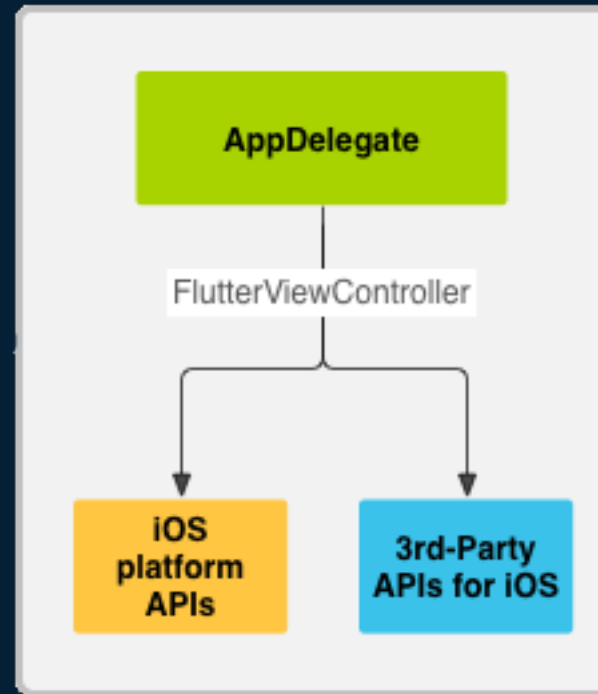 AppDelegate
FlutterViewController
iOS
platform
APIs
3rd-Party
APIs for iOS